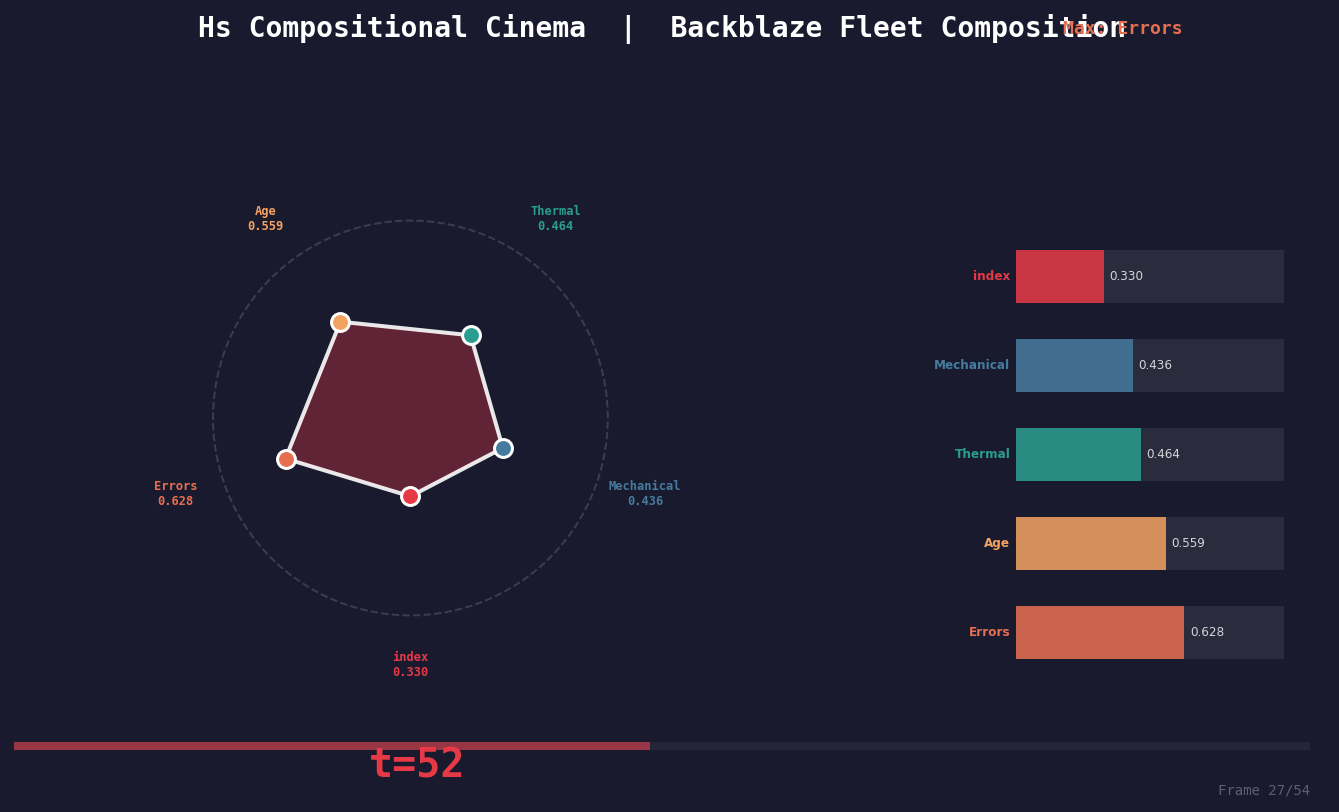 Hs Compositional Cinema | Backblaze Fleet Composition
Max: Errors
Age
0.559
Thermal
0.464
Errors
0.628
Mechanical
0.436
index
0.330
index
0.330
Mechanical
0.436
Thermal
0.464
Age
0.559
Errors
0.628
t=52
Frame 27/54